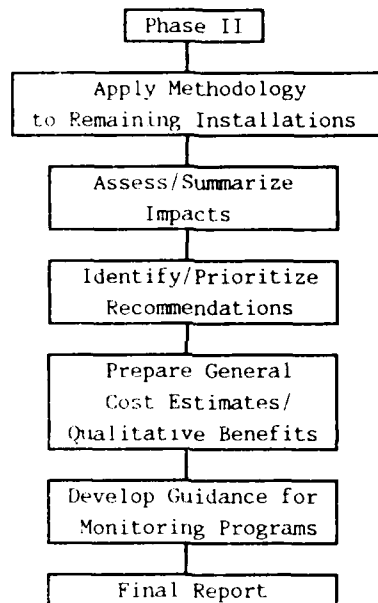 Phase II
Apply Methodology
to Remaining Installations
Assess/Summarize
Impacts
Identify/Prioritize
Recommendations
Prepare General
Cost Estimates/
Qualitative Benefits
Develop Guidance for
Monitoring Programs
Final Report